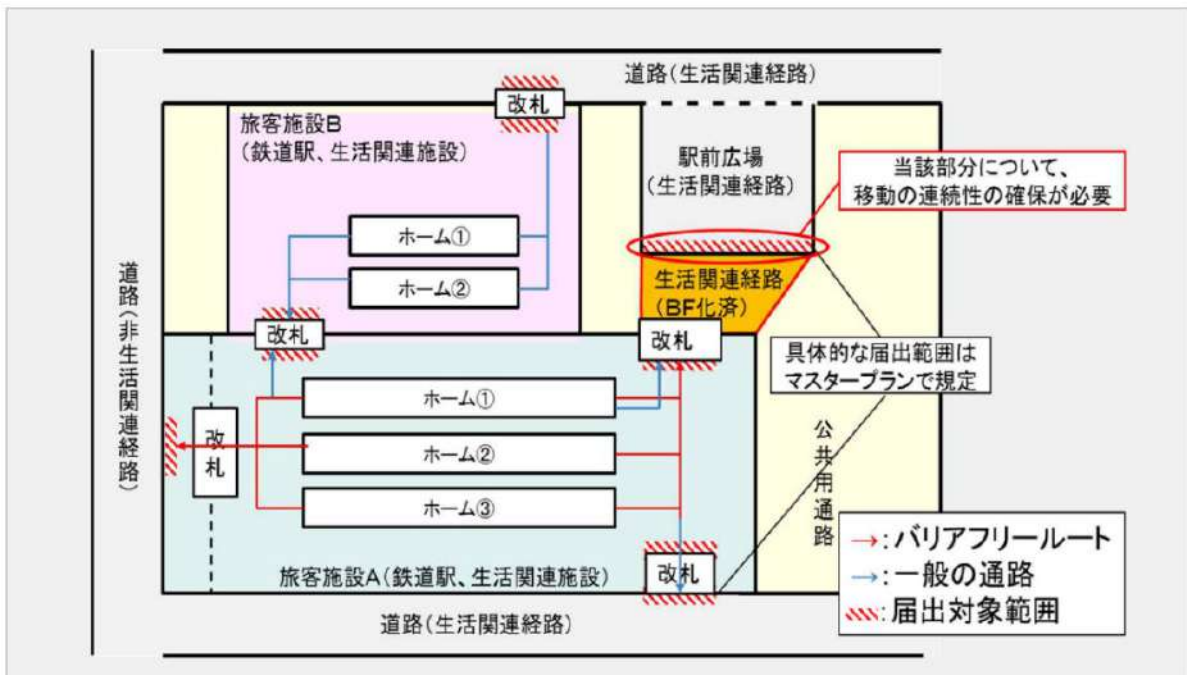 道路(生活関連経路)
改札
旅客施設B
(鉄道駅、生活関連施設)
駅前広場
(生活関連経路)
当該部分について、
移動の連続性の確保が必要
ホーム①
ホーム②
生活関連経路
(BF化済)
道路(非生活関連経路)
改札
改札
具体的な届出範囲は
マスタープランで規定
ホーム①
改札
ホーム②
ホーム③
公共用通路
→:バリアフリールート
→:一般の通路
:届出対象範囲
旅客施設A(鉄道駅、生活関連施設)
改札
道路(生活関連経路)